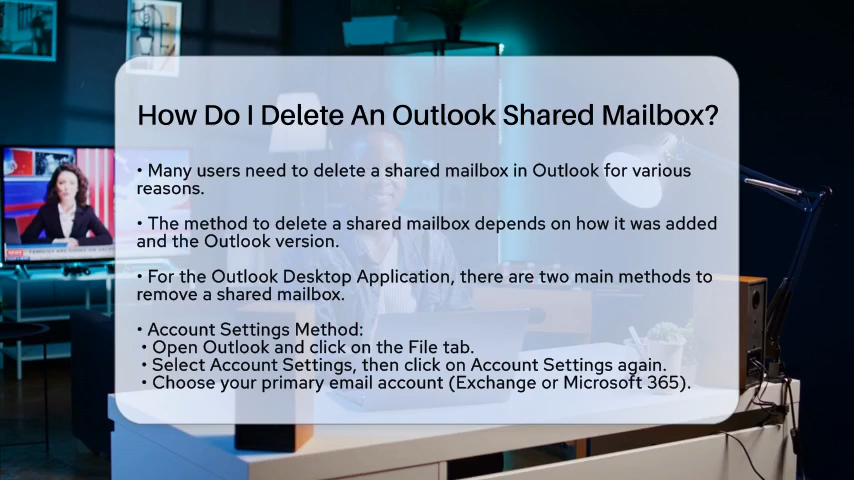 How Do I Delete An Outlook Shared Mailbox?
• Many users need to delete a shared mailbox in Outlook for various
reasons.
• The method to delete a shared mailbox depends on how it was added
and the Outlook version.
• For the Outlook Desktop Application, there are two main methods to
remove a shared mailbox.
• Account Settings Method:
• Open Outlook and click on the File tab.
• Select Account Settings, then click on Account Settings again.
• Choose your primary email account (Exchange or Microsoft 365).